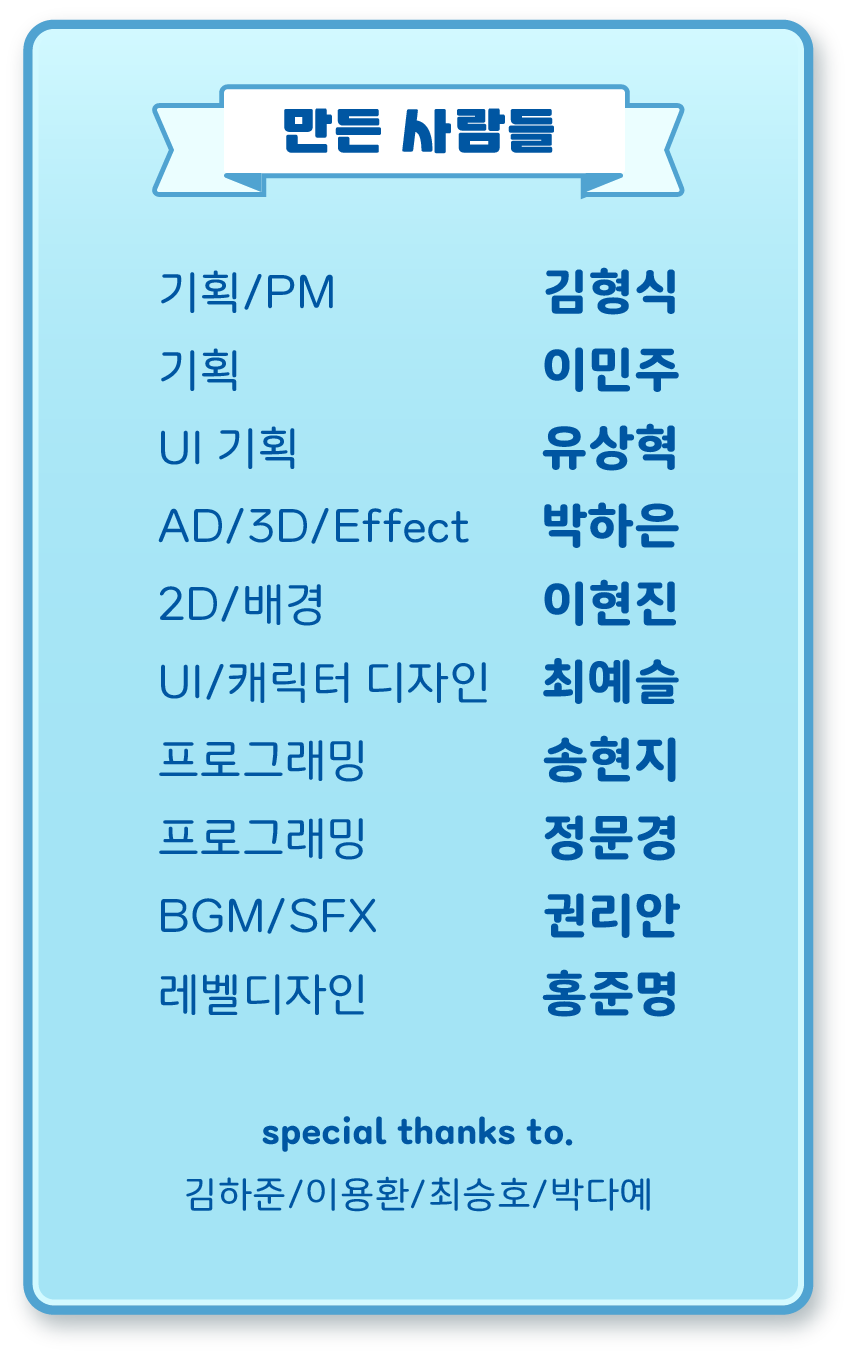 만든 사람들
기획/PM 김형식
기획 이민주
UI 기획 유상혁
AD/3D/Effect 박하은
2D/배경 이현진
UI/캐릭터 디자인 최예슬
프로그래밍 송현지
프로그래밍 정문경
BGM/SFX 권리안
레벨디자인 홍준명
special thanks to.
김하준/이용환/최승호/박다예